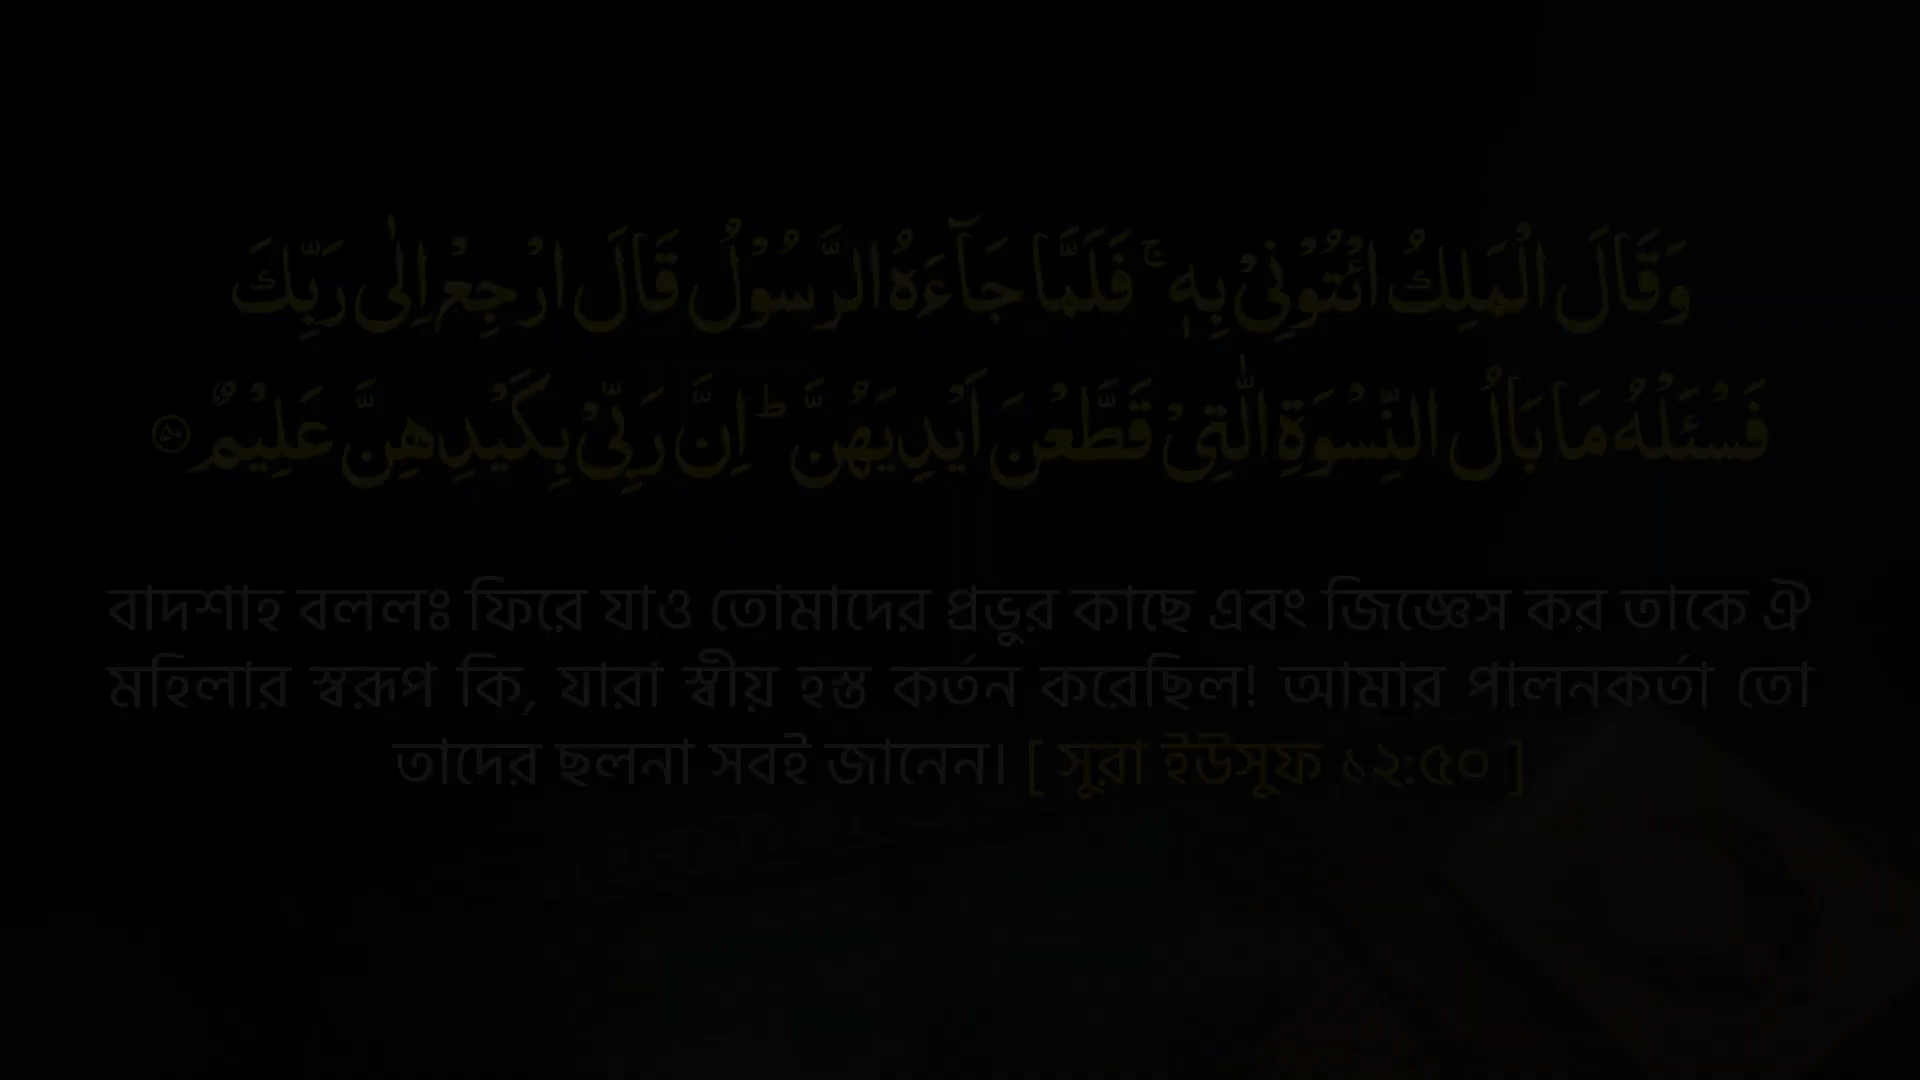 وَقَالَ الْمَلِكُ ائْتُوْنِیْ بِهٖ ۚ فَلَمَّا جَآءَهُ الرَّسُوْلُ قَالَ ارْجِعْ اِلٰی رَبِّكَ
فَسْـَٔلْهُ مَا بَالُ النِّسْوَةِ الّٰتِیْ قَطَّعْنَ اَیْدِیَهُنَّ ؕ اِنَّ رَبِّیْ بِكَیْدِهِنَّ عَلِیْمٌ ۵۰
বাদশাহ বললঃ ফিরে যাও তোমাদের প্রভুর কাছে এবং জিজ্ঞেস কর তাকে ঐ
মহিলার স্বরূপ কি, যারা স্বীয় হস্ত কর্তন করেছিল! আমার পালনকর্তা তো
তাদের ছলনা সবই জানেন। [ সূরা ইউসুফ ১২:৫০ ]